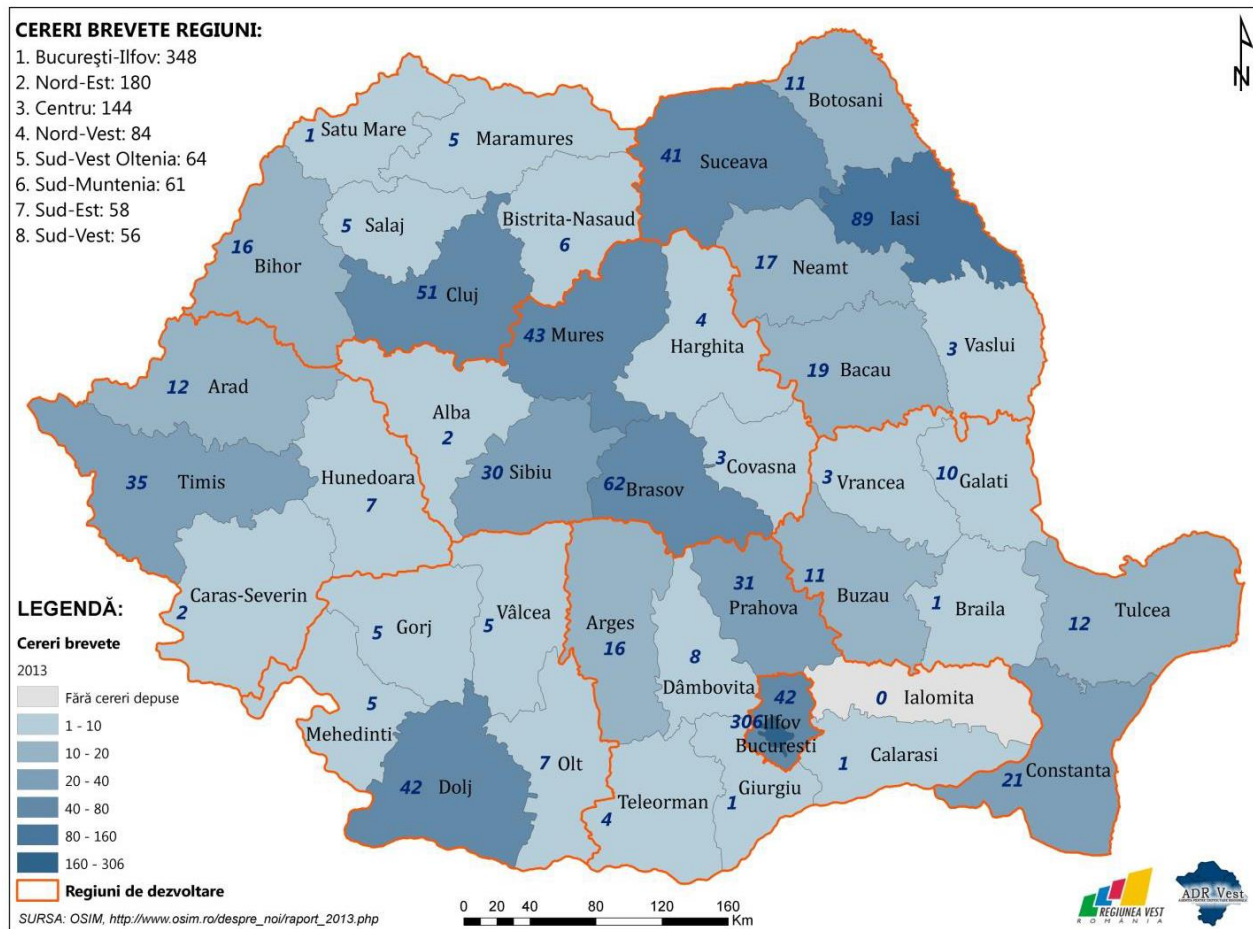 CERERI BREVETE REGIUNI:
1. Bucureşti-Ilfov: 348
2. Nord-Est: 180
3. Centru: 144
4. Nord-Vest: 84
5. Sud-Vest Oltenia: 64
6. Sud-Muntenia: 61
7. Sud-Est: 58
8. Sud-Vest: 56
N
11
Botosani
1 Satu Mare
5 Maramures
41 Suceava
89 Iasi
5 Salaj
Bistrita-Nasaud
6
16
Bihor
17 Neamt
51 Cluj
43 Mures
4
Harghita
3 Vaslui
19 Bacau
12 Arad
Alba
2
35 Timis
Hunedoara
7
30 Sibiu
62 Brasov
3 Covasna
3 Vrancea
10 Galati
2 Caras-Severin
5 Gorj
5 Vâlcea
Arges
16
31
Prahova
11 Buzau
1 Braila
12 Tulcea
8
Dâmbovita
5
Mehedinti
42
306 Ilfov
Bucuresti
0 Ialomita
1 Calarasi
21 Constanta
42 Dolj
7 Olt
4 Teleorman
1 Giurgiu
LEGENDĂ:
Cereri brevete
2013
Fără cereri depuse
1 - 10
10 - 20
20 - 40
40 - 80
80 - 160
160 - 306
Regiuni de dezvoltare
SURSA: OSIM, http://www.osim.ro/despre_noi/raport_2013.php
0 20 40 80 120 160
Km
REGIUNEA VEST
ROMÂNIA
ADR Vest